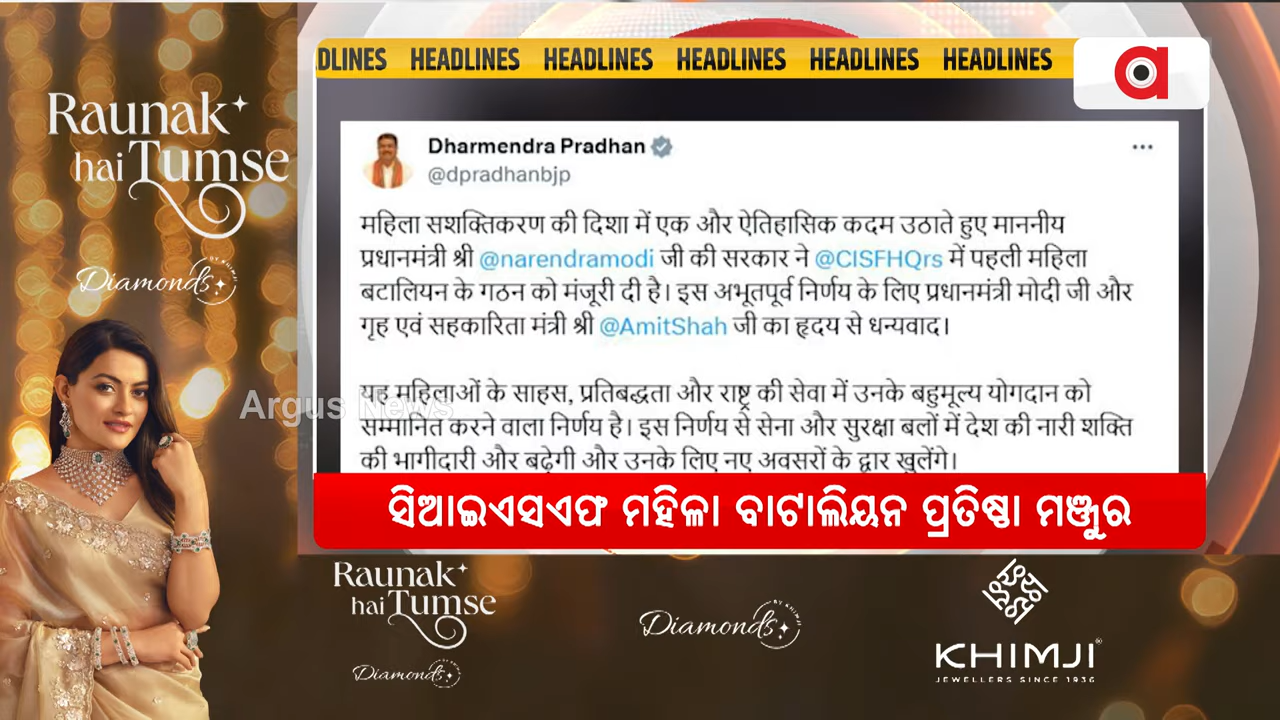 DLINES HEADLINES HEADLINES HEADLINES HEADLINES HEADLINES
a
Raunak
hai Tumse
BY KHIMJI
Diamonds
Dharmendra Pradhan
@dpradhanbjp
महिला सशक्तिकरण की दिशा में एक और ऐतिहासिक कदम उठाते हुए माननीय
प्रधानमंत्री श्री @narendramodi जी की सरकार ने @CISFHQrs में पहली महिला
बटालियन के गठन को मंजूरी दी है। इस अभूतपूर्व निर्णय के लिए प्रधानमंत्री मोदी जी और
गृह एवं सहकारिता मंत्री श्री @AmitShah जी का हृदय से धन्यवाद।
यह महिलाओं के साहस, प्रतिबद्धता और राष्ट्र की सेवा में उनके बहुमूल्य योगदान को
सम्मानित करने वाला निर्णय है। इस निर्णय से सेना और सुरक्षा बलों में देश की नारी शक्ति
की भागीदारी और बढ़ेगी और उनके लिए नए अवसरों के द्वार खुलेंगे।
Argus News
ସିଆଇଏସଏଫ ମହିଳା ବାଟାଲିୟନ ପ୍ରତିଷ୍ଠା ମଞ୍ଜୁର
Raunak
hai Tumse
Diamonds
BY KHIMJI
Diamonds
KHIMJI
JEWELLERS SINCE 1936